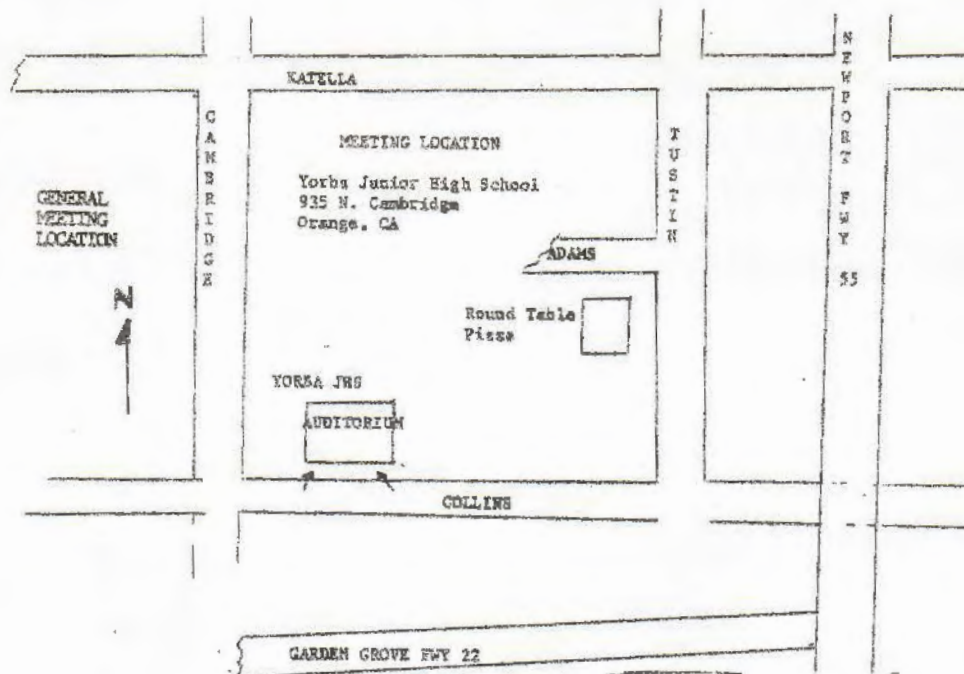 KATELLA
CAMBRIDGE
MEETING LOCATION
Yorba Junior High School
935 N. Cambridge
Orange, CA
GENERAL
MEETING
LOCATION
N
TUSTIN
NEWPORT FWY 55
ADAMS
Round Table
Pizza
YORBA JHS
AUDITORIUM
COLLINS
GARDEN GROVE FWY 22